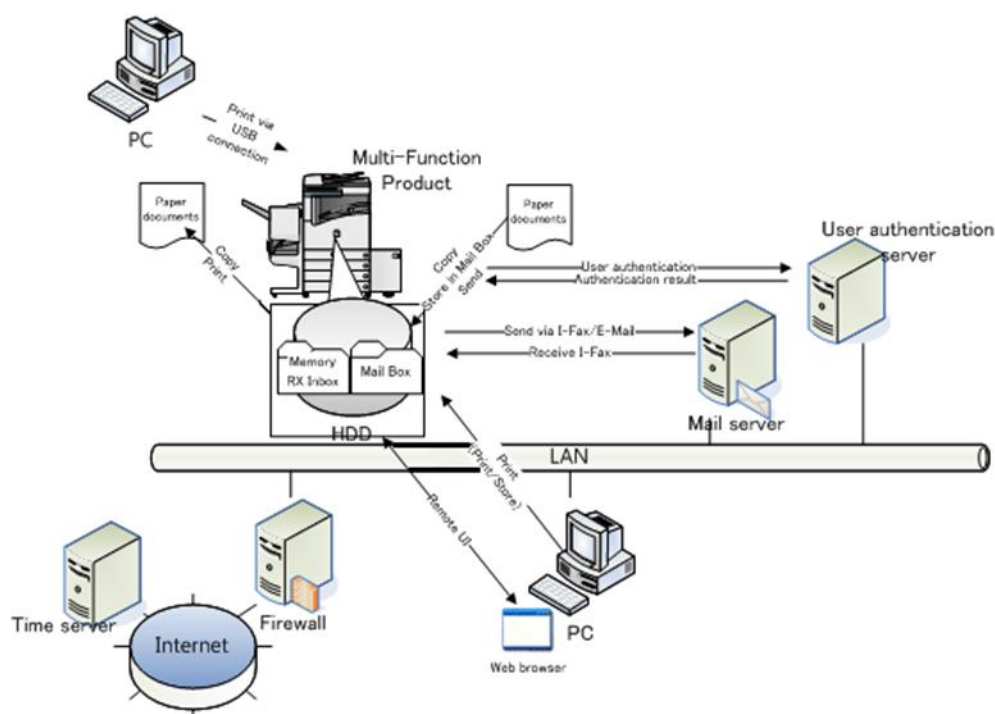 PC
Print via
USB
connection
Multi-Function
Product
Paper
documents
Copy
Print
Paper
documents
Copy
Store in Mail Box
Send
User authentication
server
User authentication
Authentication result
Send via I-Fax/E-Mail
Receive I-Fax
Memory
RX Inbox
Mail Box
HDD
Mail server
LAN
Print
(Print/Store)
Remote UI
Time server
Firewall
Internet
PC
Web browser